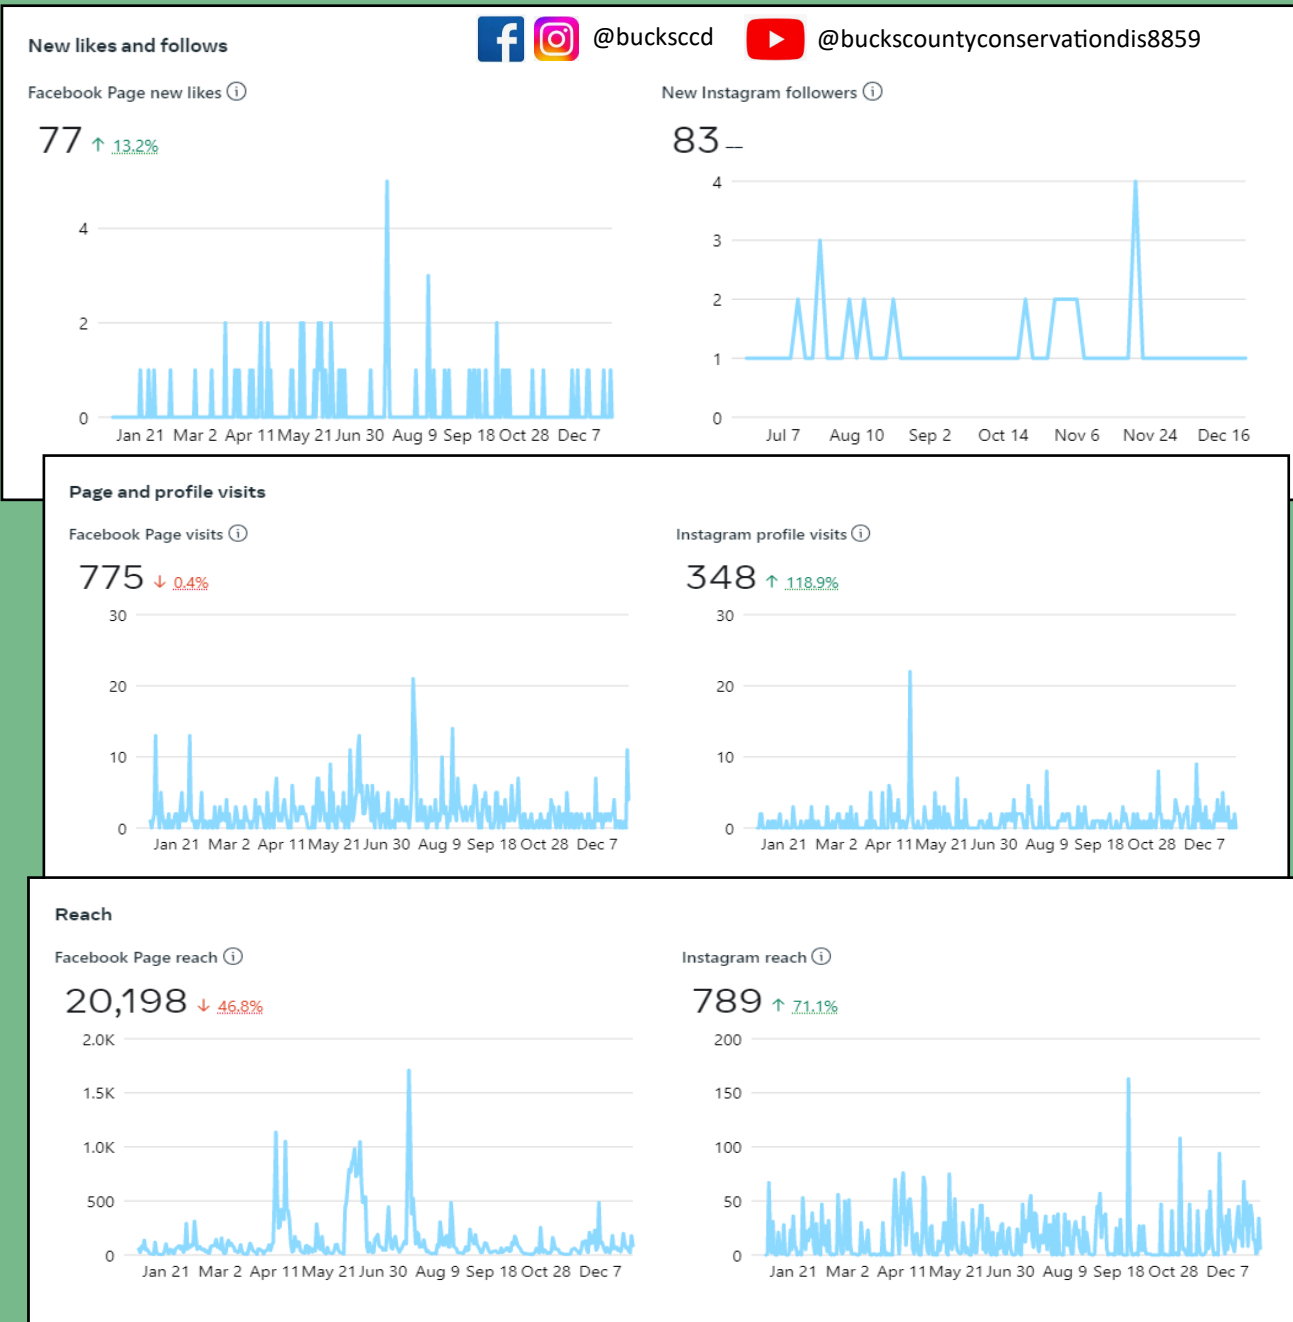 @bucksccd @buckscountyconservationdis8859
New likes and follows
Facebook Page new likes
77 ↑ 13.2%
4
2
0
Jan 21 Mar 2 Apr 11 May 21 Jun 30 Aug 9 Sep 18 Oct 28 Dec 7
New Instagram followers
83 --
4
3
2
1
0
Jul 7 Aug 10 Sep 2 Oct 14 Nov 6 Nov 24 Dec 16
Page and profile visits
Facebook Page visits
775 ↓ 0.4%
30
20
10
0
Jan 21 Mar 2 Apr 11 May 21 Jun 30 Aug 9 Sep 18 Oct 28 Dec 7
Instagram profile visits
348 ↑ 118.9%
30
20
10
0
Jan 21 Mar 2 Apr 11 May 21 Jun 30 Aug 9 Sep 18 Oct 28 Dec 7
Reach
Facebook Page reach
20,198 ↓ 46.8%
2.0K
1.5K
1.0K
500
0
Jan 21 Mar 2 Apr 11 May 21 Jun 30 Aug 9 Sep 18 Oct 28 Dec 7
Instagram reach
789 ↑ 71.1%
200
150
100
50
0
Jan 21 Mar 2 Apr 11 May 21 Jun 30 Aug 9 Sep 18 Oct 28 Dec 7